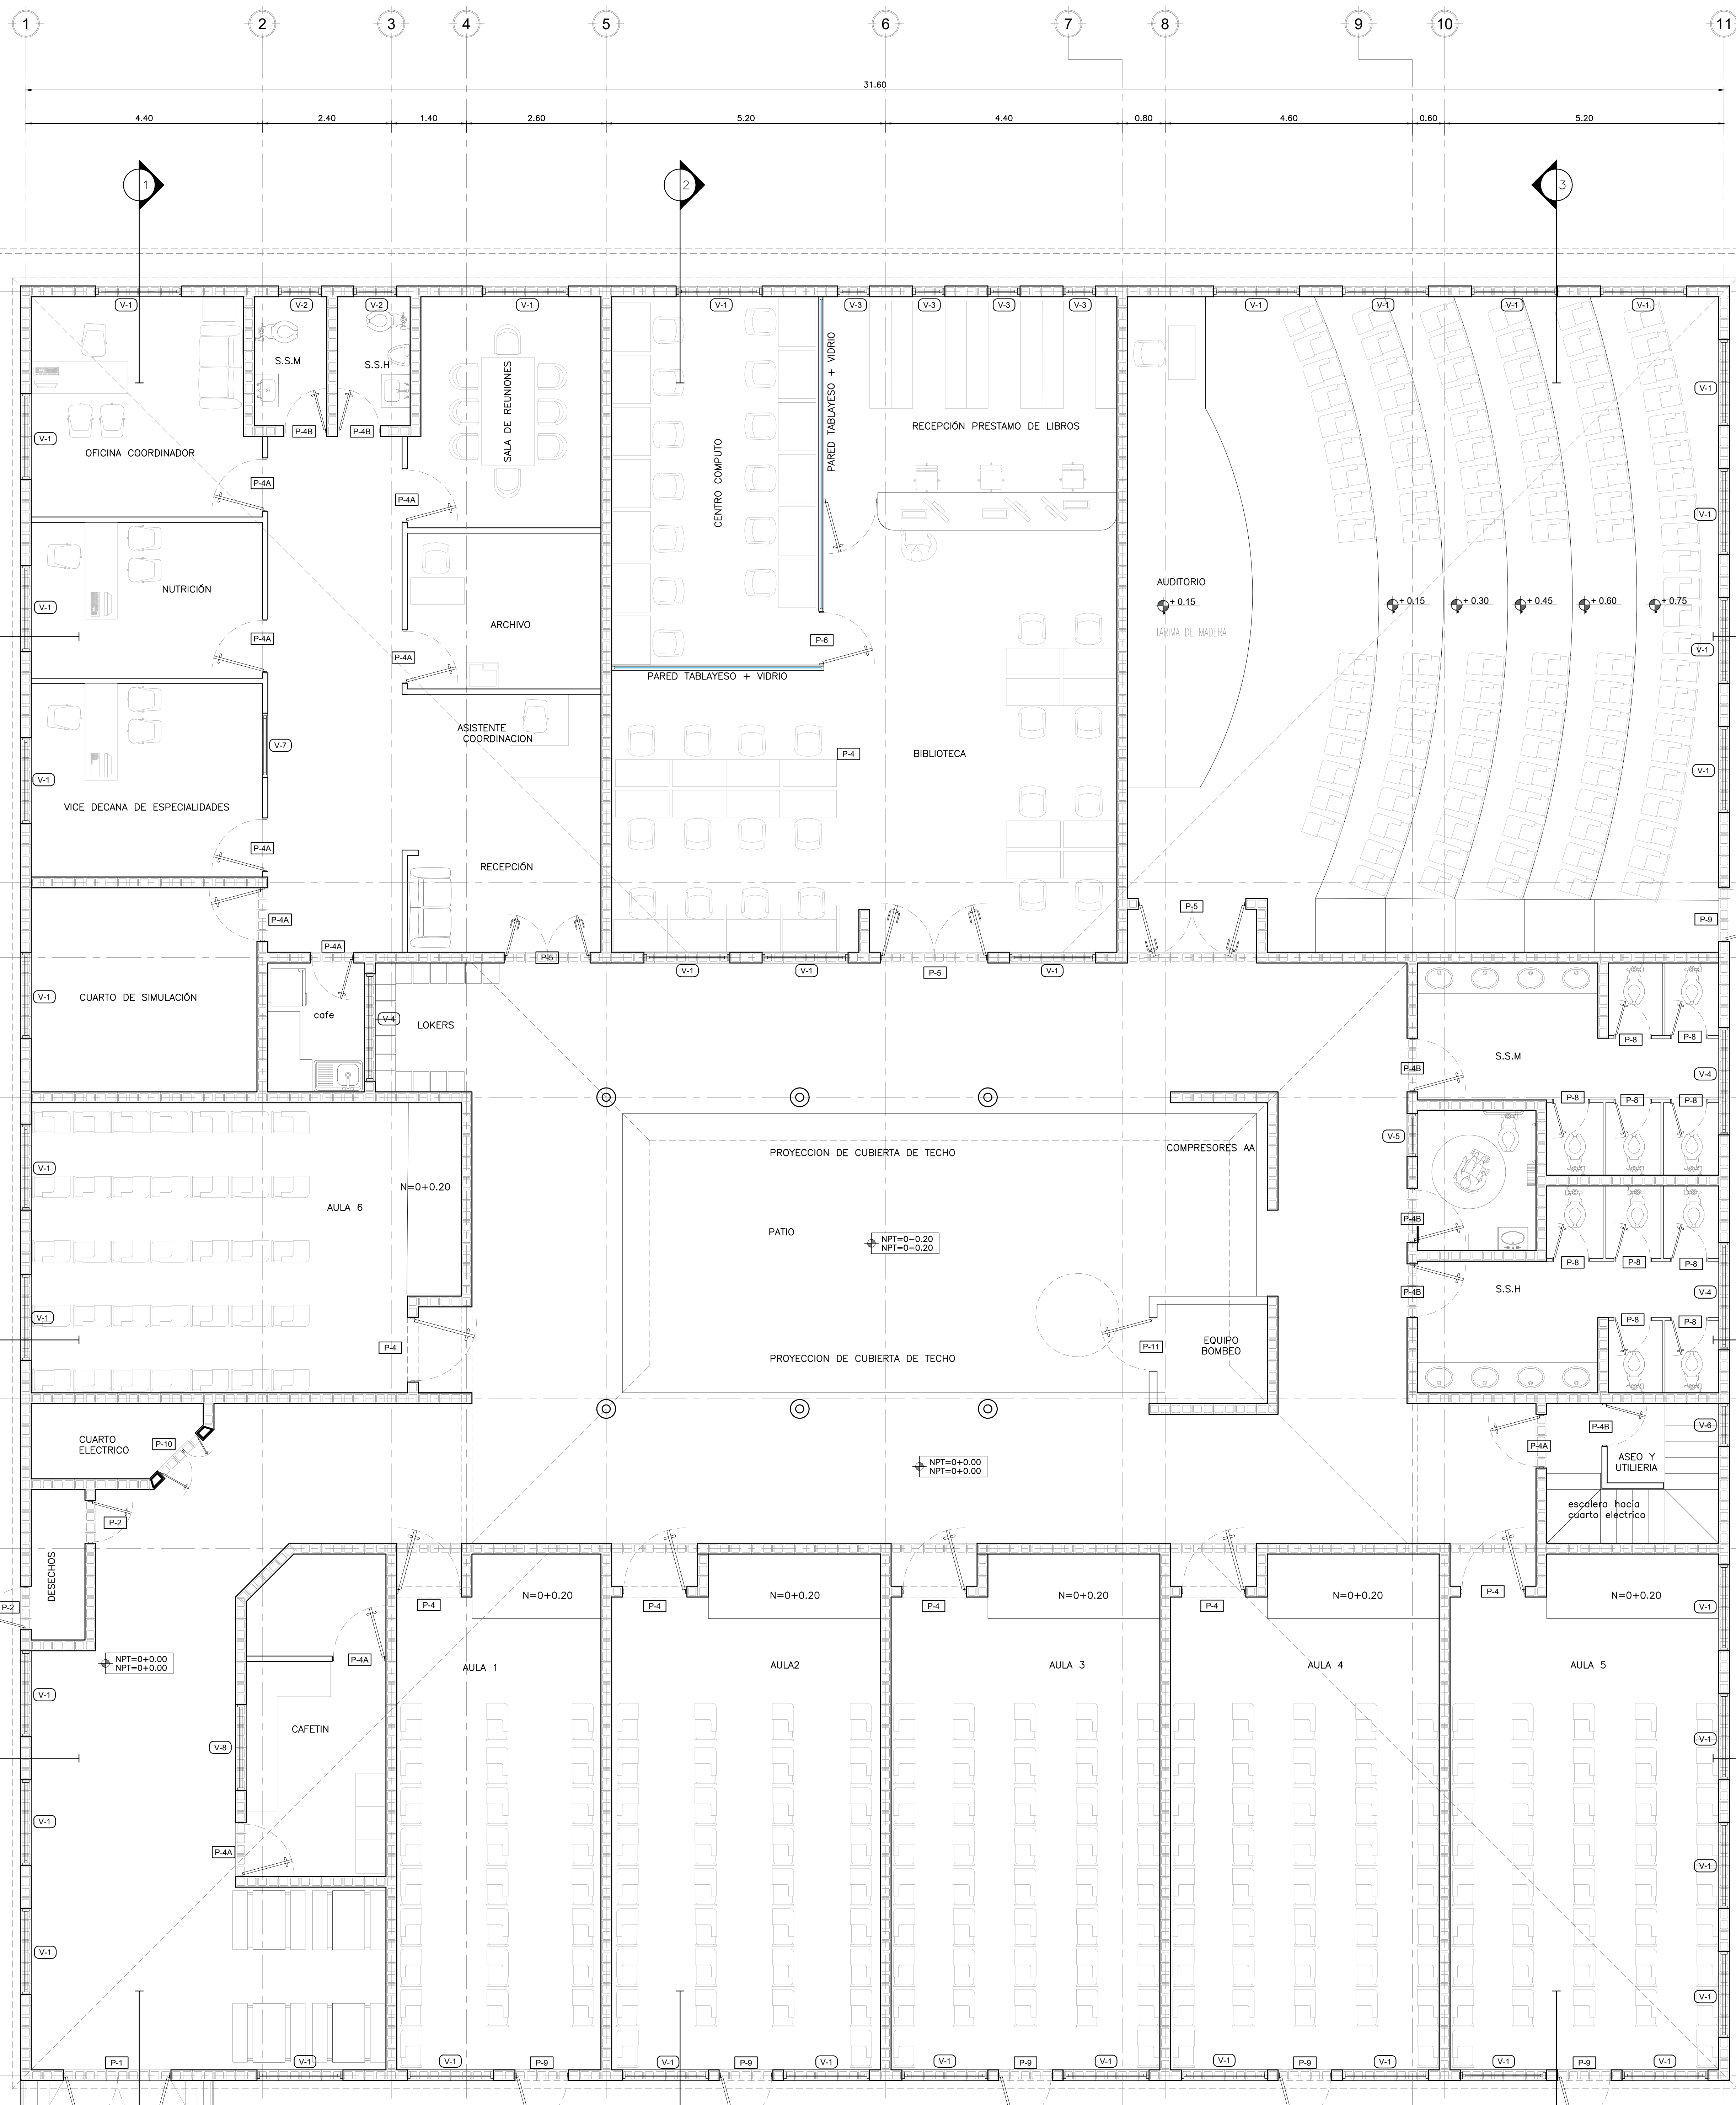 1 2 3 4 5 6 7 8 9 10 11
31.60
4.40 2.40 1.40 2.60 5.20 4.40 0.80 4.60 0.60 5.20
1 2 3
V-1 V-2 V-2 V-1 V-1 V-3 V-3 V-3 V-3 V-1 V-1 V-1 V-1
S.S.M
S.S.H
SALA DE REUNIONES
PARED TABLAYESO + VIDRIO
V-1
P-4B P-4B
RECEPCIÓN PRESTAMO DE LIBROS
V-1
OFICINA COORDINADOR
CENTRO COMPUTO
P-4A
P-4A
V-1
NUTRICIÓN
AUDITORIO
V-1
+ 0.15
+ 0.15 + 0.30 + 0.45 + 0.60 + 0.75
ARCHIVO
TARIMA DE MADERA
P-4A
P-6
P-4A
V-1
PARED TABLAYESO + VIDRIO
ASISTENTE
COORDINACION
V-7
P-4
BIBLIOTECA
V-1
V-1
VICE DECANA DE ESPECIALIDADES
P-4A
RECEPCIÓN
P-5
P-4A
P-9
P-4A
P-5
P-5
V-1 V-1 V-1
V-1
CUARTO DE SIMULACIÓN
cafe
V-4
LOKERS
P-8 P-8
S.S.M
P-4B
V-4
P-8 P-8 P-8
V-5
PROYECCION DE CUBIERTA DE TECHO
COMPRESORES AA
V-1
N=0+0.20
AULA 6
PATIO
P-4B
NPT=0-0.20
NPT=0-0.20
P-8 P-8 P-8
S.S.H
P-4B
V-4
V-1
P-8 P-8
P-4
P-11
EQUIPO
BOMBEO
PROYECCION DE CUBIERTA DE TECHO
V-6
P-4B
CUARTO
ELECTRICO
P-10
P-4A
ASEO Y
UTILIERIA
NPT=0+0.00
NPT=0+0.00
escalera hacia
cuarto electrico
P-2
DESECHOS
N=0+0.20 N=0+0.20 N=0+0.20 N=0+0.20 N=0+0.20
P-2
P-4 P-4 P-4 P-4 P-4
V-1
NPT=0+0.00
NPT=0+0.00
P-4A
AULA 1 AULA2 AULA 3 AULA 4 AULA 5
V-1
CAFETIN
V-8
V-1
V-1
P-4A
V-1
V-1
V-1
P-1 V-1 V-1 P-9 V-1 P-9 V-1 V-1 P-9 V-1 V-1 P-9 V-1 V-1 P-9 V-1